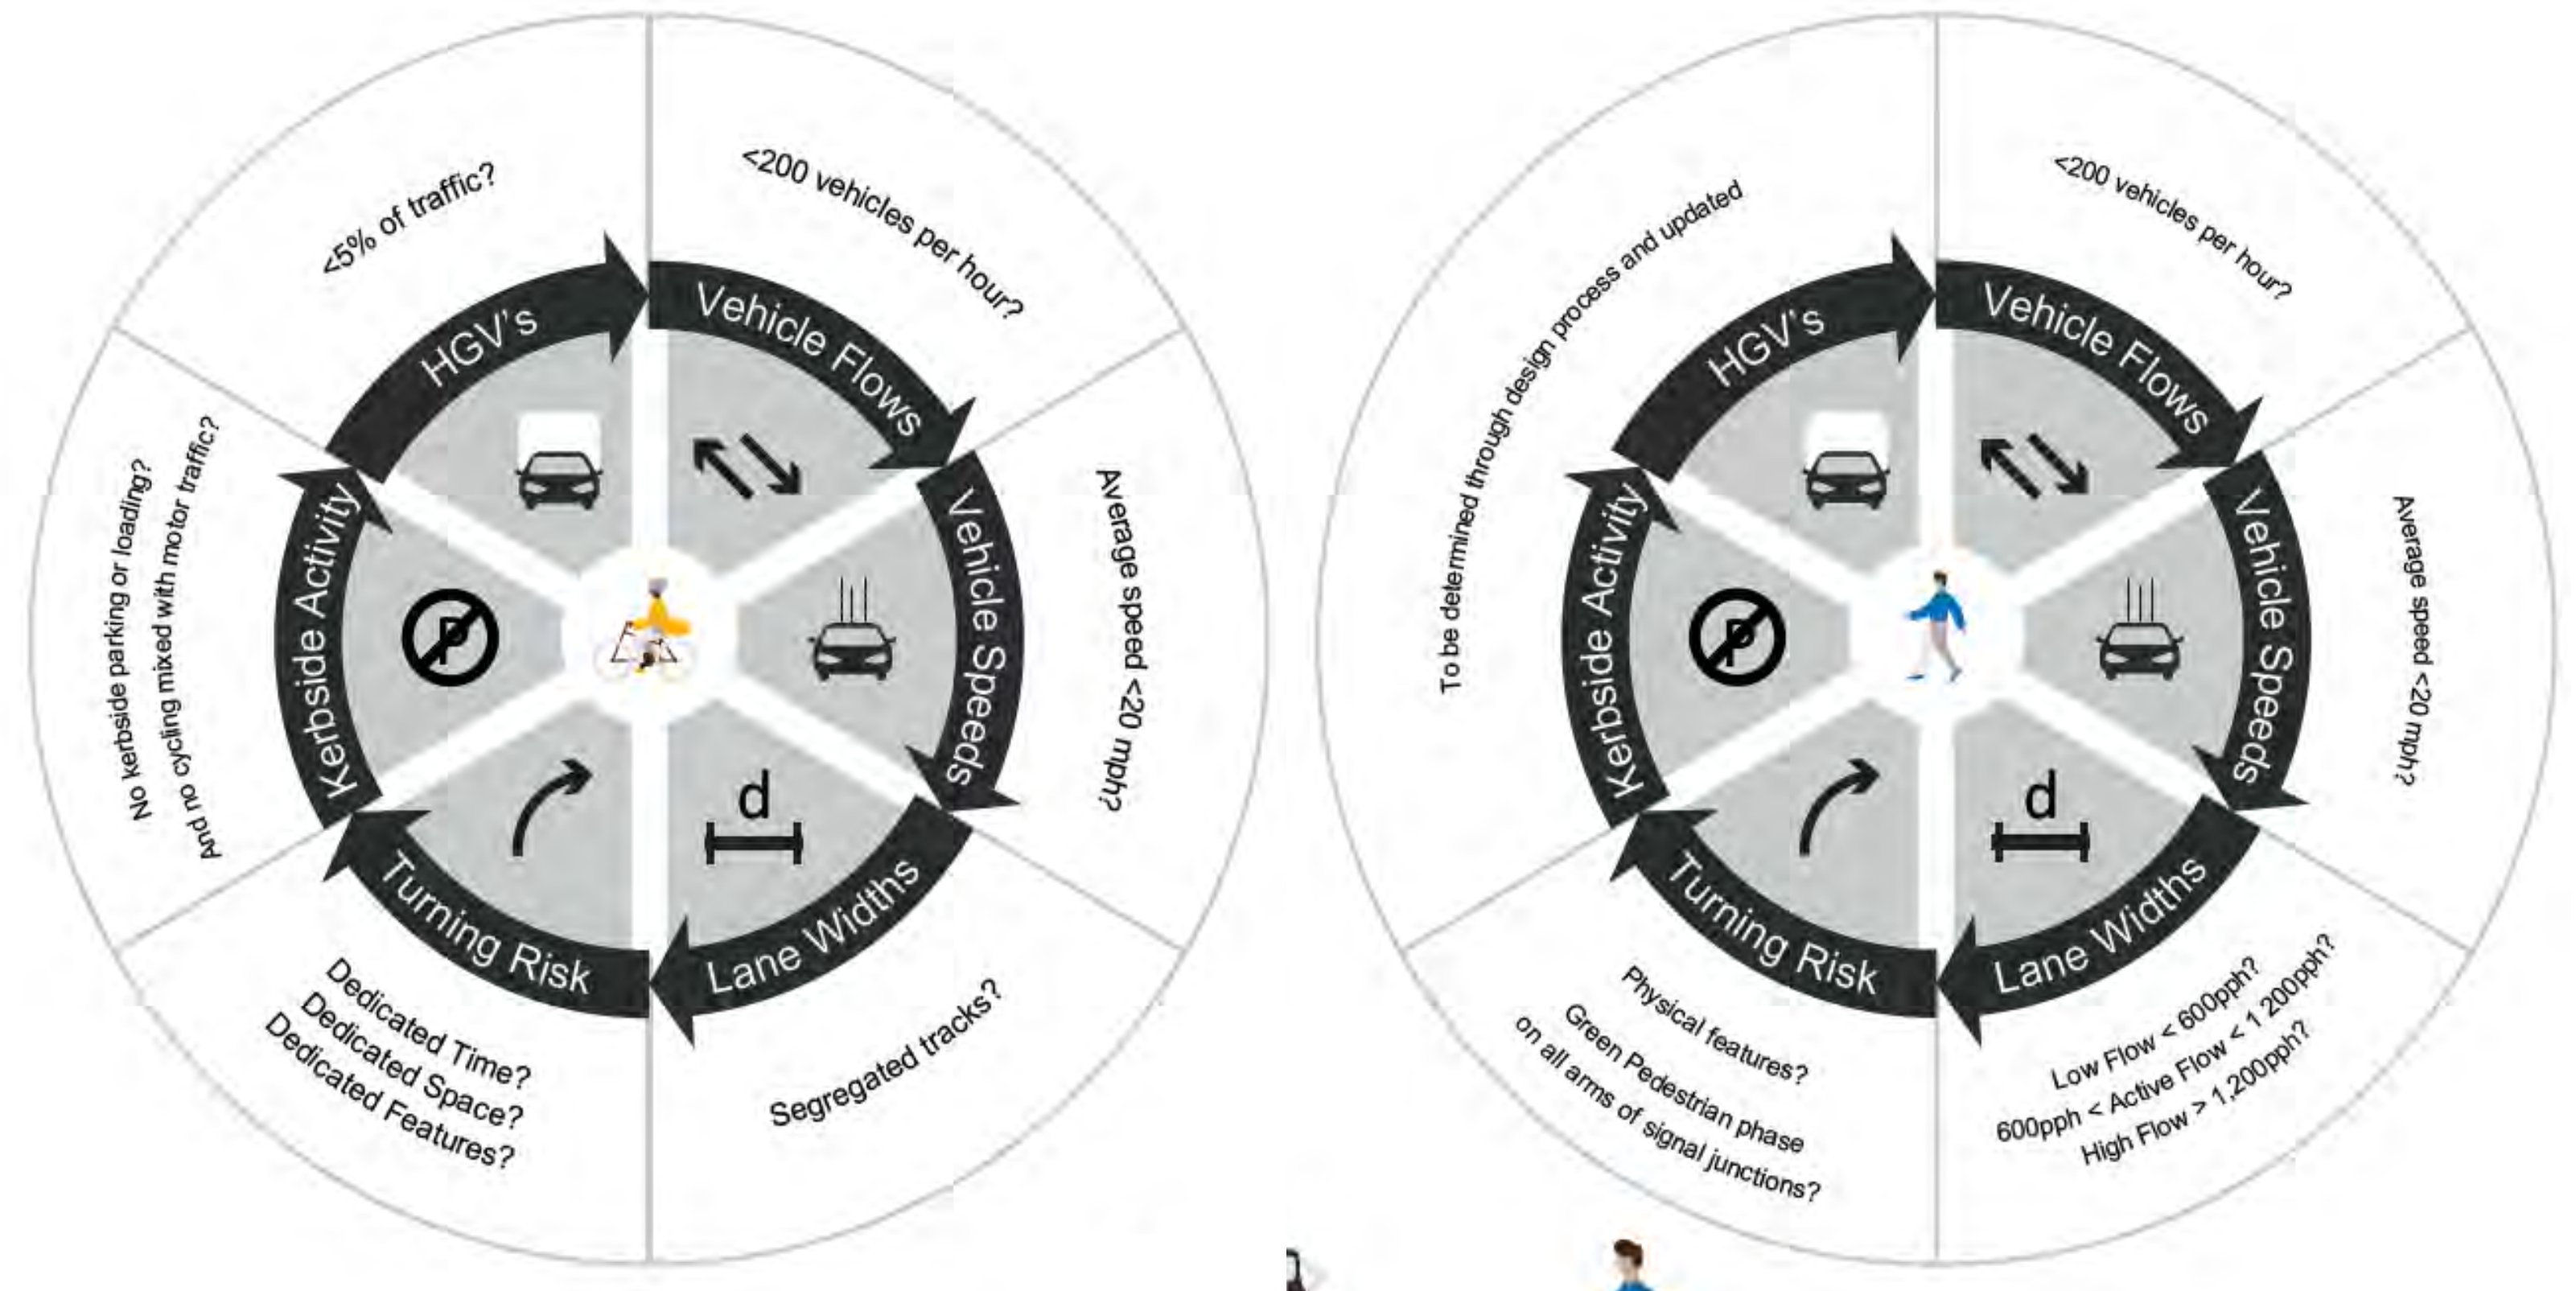 <5% of traffic?
<200 vehicles per hour?
HGV's
Vehicle Flows
Average speed <20 mph?
Vehicle Speeds
Segregated tracks?
Lane Widths
d
Dedicated Time?
Dedicated Space?
Dedicated Features?
Turning Risk
No kerbside parking or loading?
And no cycling mixed with motor traffic?
Kerbside Activity
P
To be determined through design process and updated
<200 vehicles per hour?
HGV's
Vehicle Flows
Average speed <20 mph?
Vehicle Speeds
Low Flow < 600pph?
600pph < Active Flow < 1 200pph?
High Flow > 1,200pph?
Lane Widths
d
Physical features?
Green Pedestrian phase
on all arms of signal junctions?
Turning Risk
Kerbside Activity
P